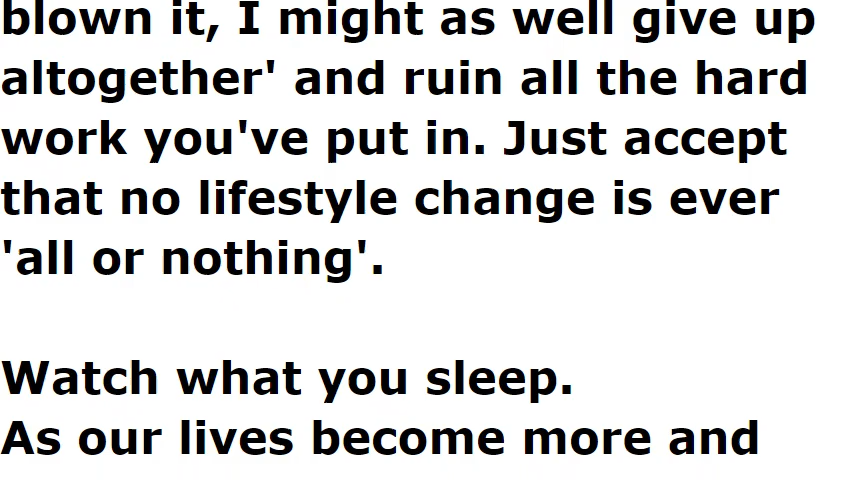 blown it, I might as well give up
altogether' and ruin all the hard
work you've put in. Just accept
that no lifestyle change is ever
'all or nothing'.
Watch what you sleep.
As our lives become more and